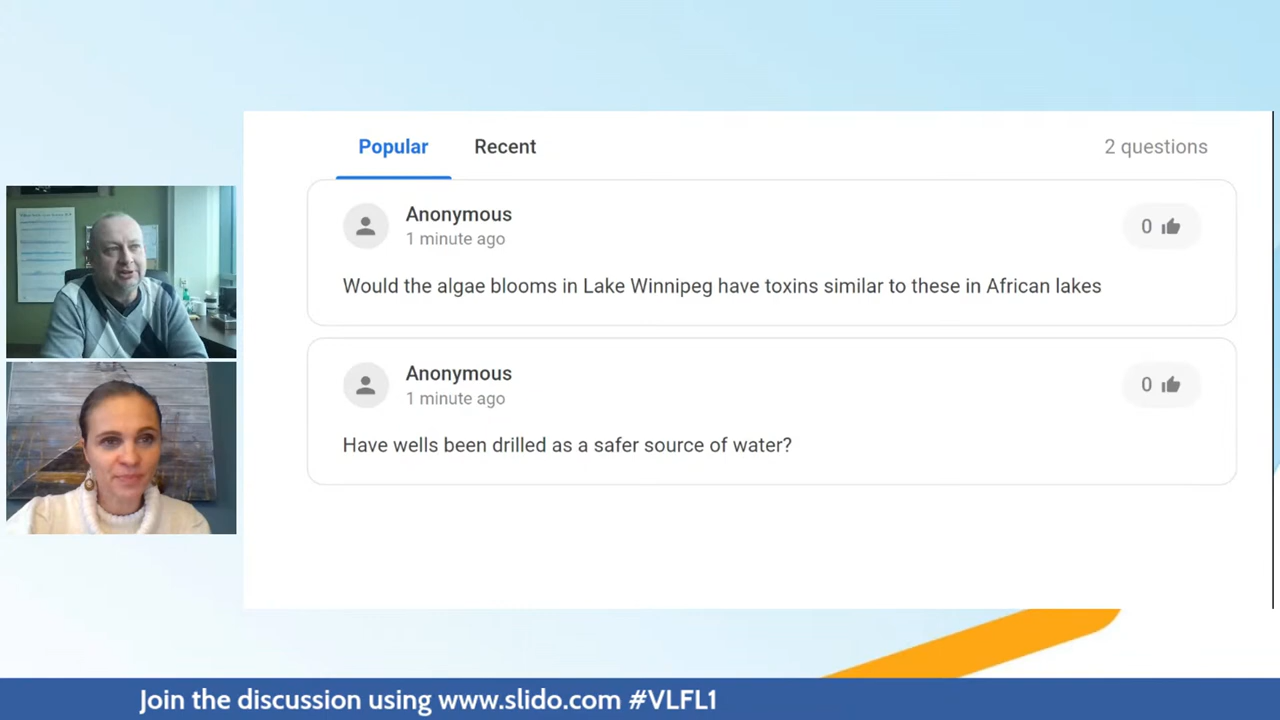 Popular
Recent
2 questions
Anonymous
1 minute ago
0
Would the algae blooms in Lake Winnipeg have toxins similar to these in African lakes
Anonymous
1 minute ago
0
Have wells been drilled as a safer source of water?
Join the discussion using www.slido.com #VLFL1